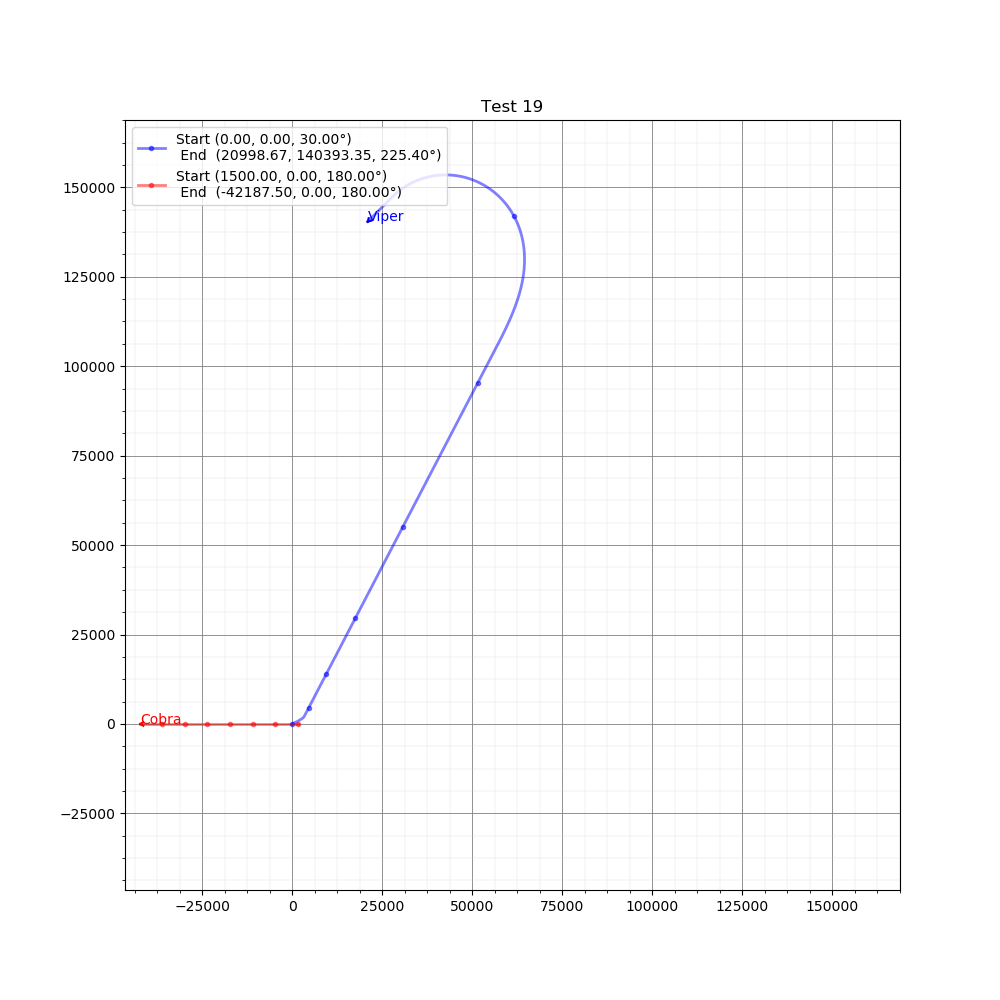 Test 19
Start (0.00, 0.00, 30.00°)
End (20998.67, 140393.35, 225.40°)
Start (1500.00, 0.00, 180.00°)
End (-42187.50, 0.00, 180.00°)
150000
Viper
125000
100000
75000
50000
25000
Cobra
0
−25000
−25000 0 25000 50000 75000 100000 125000 150000